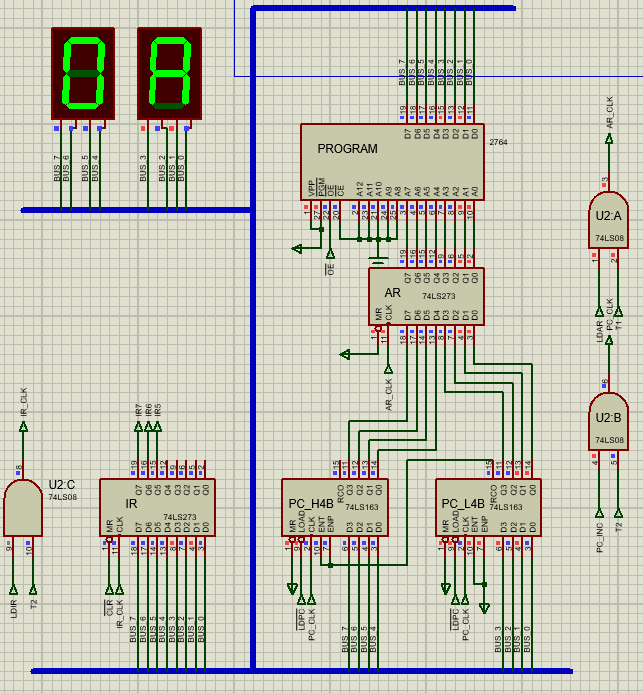 BUS_7
BUS_6
BUS_5
BUS_4
BUS_3
BUS_2
BUS_1
BUS_0
BUS_7
BUS_6
BUS_5
BUS_4
BUS_3
BUS_2
BUS_1
BUS_0
19 18 17 16 15 13 12 11
D7 D6 D5 D4 D3 D2 D1 D0
PROGRAM
2764
VPP PGM OE CE A12 A11 A10 A9 A8 A7 A6 A5 A4 A3 A2 A1 A0
1 27 22 20 2 23 21 24 25 3 4 5 6 7 8 9 10
OE
19 16 15 12 9 6 5 2
Q7 Q6 Q5 Q4 Q3 Q2 Q1 Q0
AR
74LS273
MR CLK D7 D6 D5 D4 D3 D2 D1 D0
1 11 18 17 14 13 8 7 4 3
AR_CLK
AR_CLK
3
U2:A
74LS08
1 2
LDAR
T1
PC_CLK
6
U2:B
74LS08
4 5
PC_INC
T2
IR_CLK
8
U2:C
74LS08
9 10
LDIR
T2
IR7
IR6
IR5
19 16 15 12 9 6 5 2
Q7 Q6 Q5 Q4 Q3 Q2 Q1 Q0
IR
74LS273
MR CLK D7 D6 D5 D4 D3 D2 D1 D0
1 11 18 17 14 13 8 7 4 3
CLR
IR_CLK
BUS_7
BUS_6
BUS_5
BUS_4
BUS_3
BUS_2
BUS_1
BUS_0
15 11 12 13 14
RCO Q3 Q2 Q1 Q0
PC_H4B
74LS163
MR LOAD CLK ENT ENP D3 D2 D1 D0
1 9 2 10 7 6 5 4 3
LDPC
PC_CLK
BUS_7
BUS_6
BUS_5
BUS_4
15 11 12 13 14
RCO Q3 Q2 Q1 Q0
PC_L4B
74LS163
MR LOAD CLK ENT ENP D3 D2 D1 D0
1 9 2 10 7 6 5 4 3
LDPC
PC_CLK
BUS_3
BUS_2
BUS_1
BUS_0